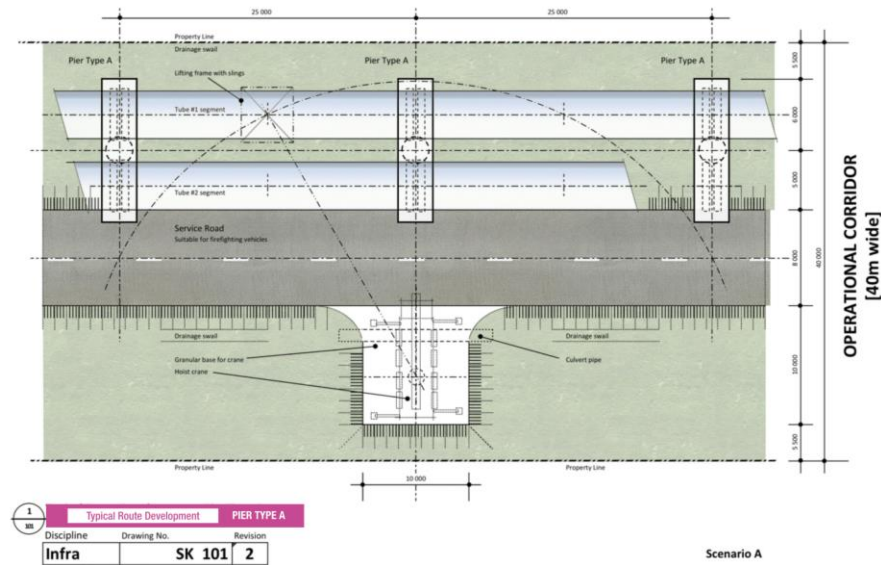 25 000
25 000
Property Line
Drainage swail
Pier Type A
Pier Type A
Pier Type A
Lifting frame with slings
Tube #1 segment
Tube #2 segment
Service Road
Suitable for firefighting vehicles
Drainage swail
Drainage swail
Granular base for crane
Culvert pipe
Hoist crane
Property Line
Property Line
10 000
5 500
6 000
5 000
8 000
10 000
5 500
40 000
OPERATIONAL CORRIDOR
[40m wide]
1
101
Typical Route Development PIER TYPE A
Discipline Drawing No. Revision
Infra SK 101 2
Scenario A